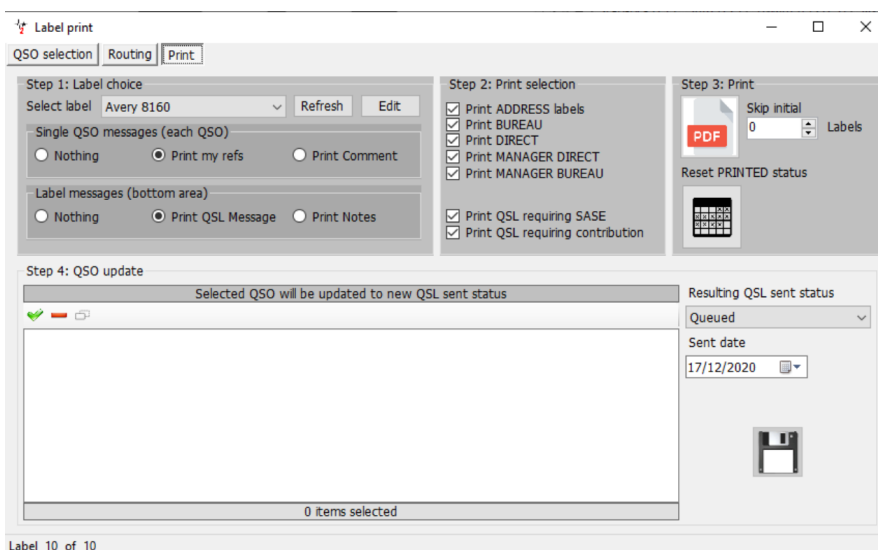 Label print
QSO selection Routing Print
Step 1: Label choice
Select label Avery 8160 Refresh Edit
Single QSO messages (each QSO)
Nothing Print my refs Print Comment
Label messages (bottom area)
Nothing Print QSL Message Print Notes
Step 2: Print selection
Print ADDRESS labels
Print BUREAU
Print DIRECT
Print MANAGER DIRECT
Print MANAGER BUREAU
Print QSL requiring SASE
Print QSL requiring contribution
Step 3: Print
PDF
Skip initial
0 Labels
Reset PRINTED status
Step 4: QSO update
Selected QSO will be updated to new QSL sent status
0 items selected
Resulting QSL sent status
Queued
Sent date
17/12/2020
Label 10 of 10